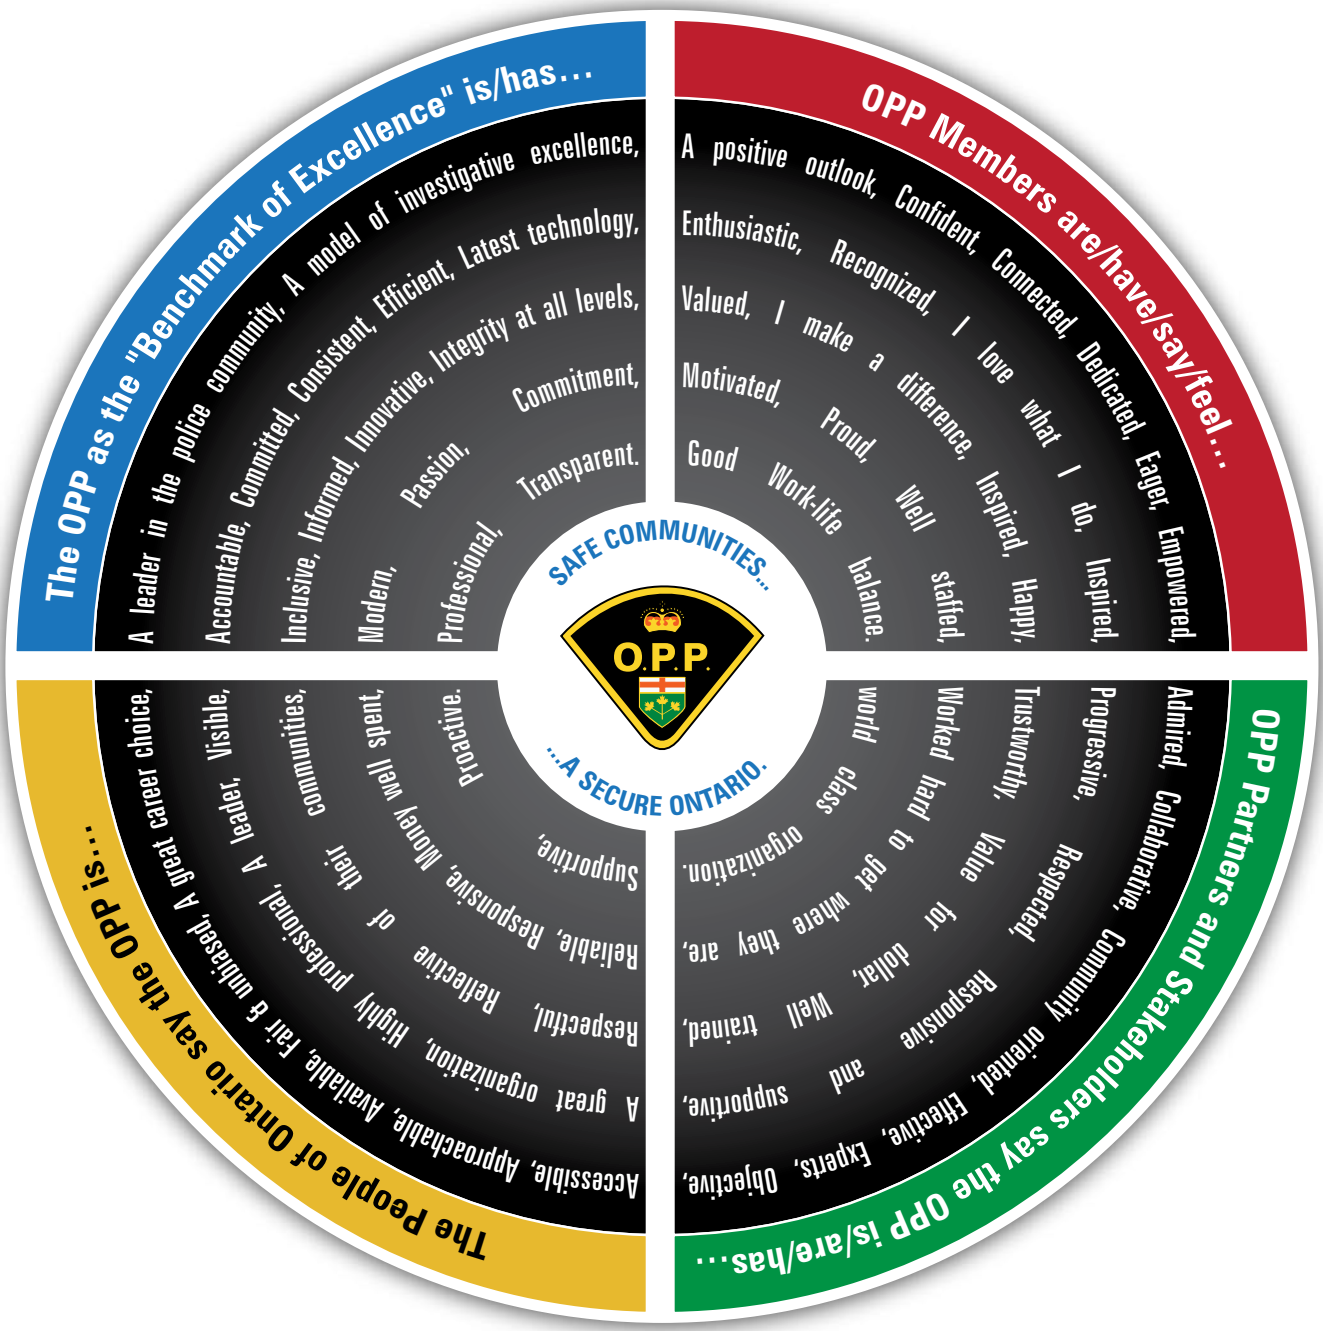 The OPP as the "Benchmark of Excellence" is/has...
A leader in the police community, A model of investigative excellence,
Accountable, Committed, Consistent, Efficient, Latest technology,
Inclusive, Informed, Innovative, Integrity at all levels,
Modern, Passion, Commitment,
Professional, Transparent.
OPP Members are/have/say/feel...
A positive outlook, Confident, Connected, Dedicated, Eager, Empowered,
Enthusiastic, Recognized, I love what I do, Inspired,
Valued, I make a difference, Inspired, Happy,
Motivated, Proud, Well staffed,
Good Work-life balance.
OPP Partners and Stakeholders say the OPP is/are/has...
Admired, Collaborative, Community oriented, Effective, Experts, Objective,
Progressive, Respected, Responsive and supportive,
Trustworthy, Value for dollar, Well trained,
Worked hard to get where they are,
world class organization.
The People of Ontario say the OPP is...
Accessible, Approachable, Available, Fair & unbiased, A great career choice,
A great organization, Highly professional, A leader, Visible,
Respectful, Reflective of their communities,
Reliable, Responsive, Money well spent,
Supportive, Proactive.
SAFE COMMUNITIES...
O.P.P.
...A SECURE ONTARIO.